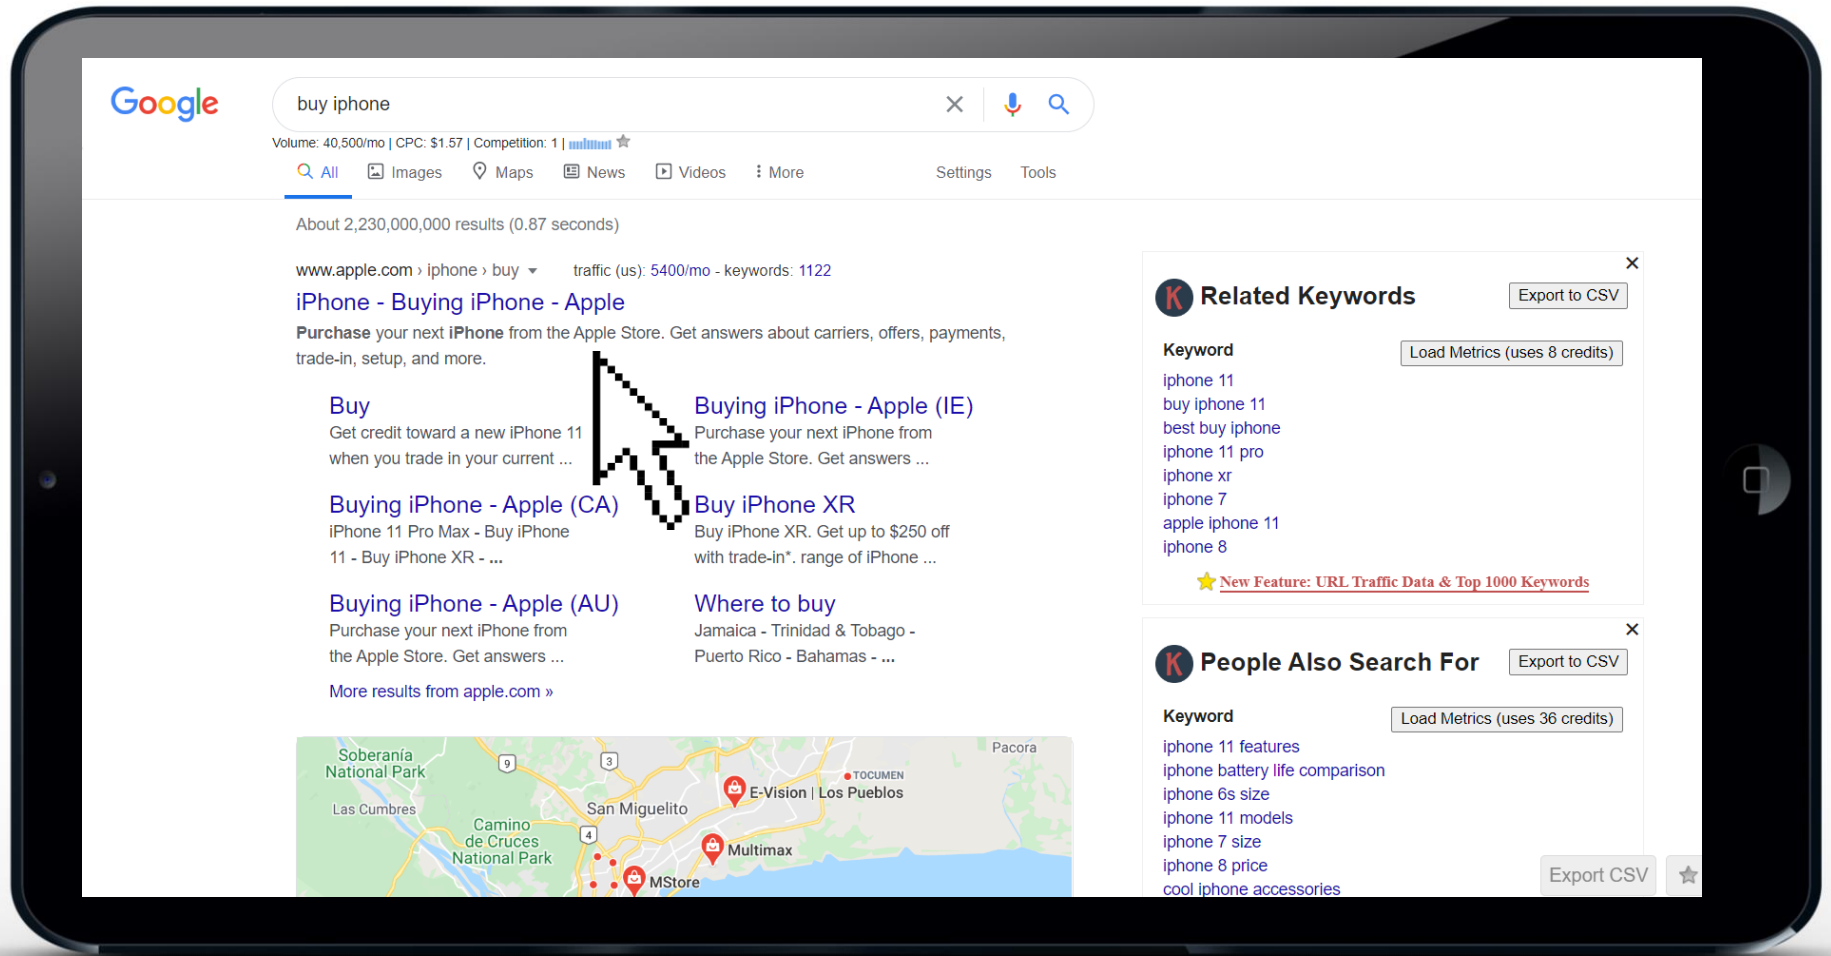 Google
buy iphone
Volume: 40,500/mo | CPC: $1.57 | Competition: 1 |
All Images Maps News Videos More Settings Tools
About 2,230,000,000 results (0.87 seconds)
www.apple.com › iphone › buy traffic (us): 5400/mo - keywords: 1122
iPhone - Buying iPhone - Apple
Purchase your next iPhone from the Apple Store. Get answers about carriers, offers, payments,
trade-in, setup, and more.
Buy
Get credit toward a new iPhone 11
when you trade in your current ...
Buying iPhone - Apple (IE)
Purchase your next iPhone from
the Apple Store. Get answers ...
Buying iPhone - Apple (CA)
iPhone 11 Pro Max - Buy iPhone
11 - Buy iPhone XR - ...
Buy iPhone XR
Buy iPhone XR. Get up to $250 off
with trade-in*. range of iPhone ...
Buying iPhone - Apple (AU)
Purchase your next iPhone from
the Apple Store. Get answers ...
Where to buy
Jamaica - Trinidad & Tobago -
Puerto Rico - Bahamas - ...
More results from apple.com »
Soberanía
National Park
9
3
Pacora
TOCUMEN
E-Vision | Los Pueblos
Las Cumbres
San Miguelito
Camino
de Cruces
National Park
4
Multimax
MStore
K Related Keywords Export to CSV
Keyword Load Metrics (uses 8 credits)
iphone 11
buy iphone 11
best buy iphone
iphone 11 pro
iphone xr
iphone 7
apple iphone 11
iphone 8
New Feature: URL Traffic Data & Top 1000 Keywords
K People Also Search For Export to CSV
Keyword Load Metrics (uses 36 credits)
iphone 11 features
iphone battery life comparison
iphone 6s size
iphone 11 models
iphone 7 size
iphone 8 price
cool iphone accessories
Export CSV